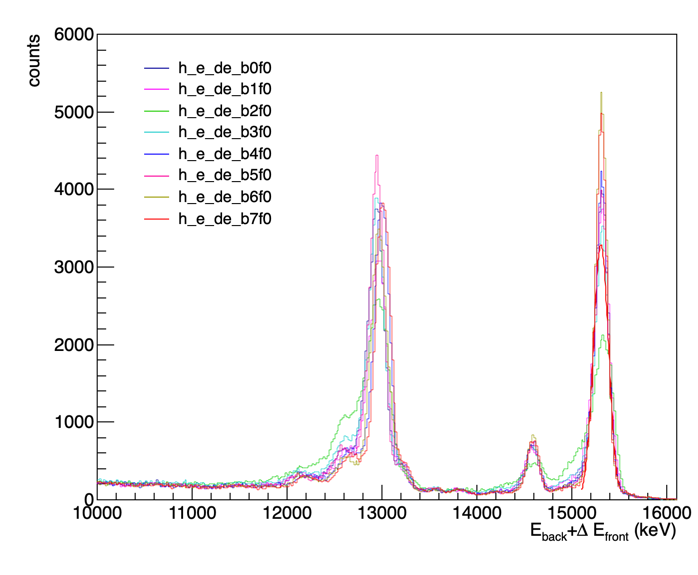 6000
counts
h_e_de_b0f0
h_e_de_b1f0
5000
h_e_de_b2f0
h_e_de_b3f0
h_e_de_b4f0
4000
h_e_de_b5f0
h_e_de_b6f0
h_e_de_b7f0
3000
2000
1000
0
10000 11000 12000 13000 14000 15000 16000
E_back+Δ E_front (keV)